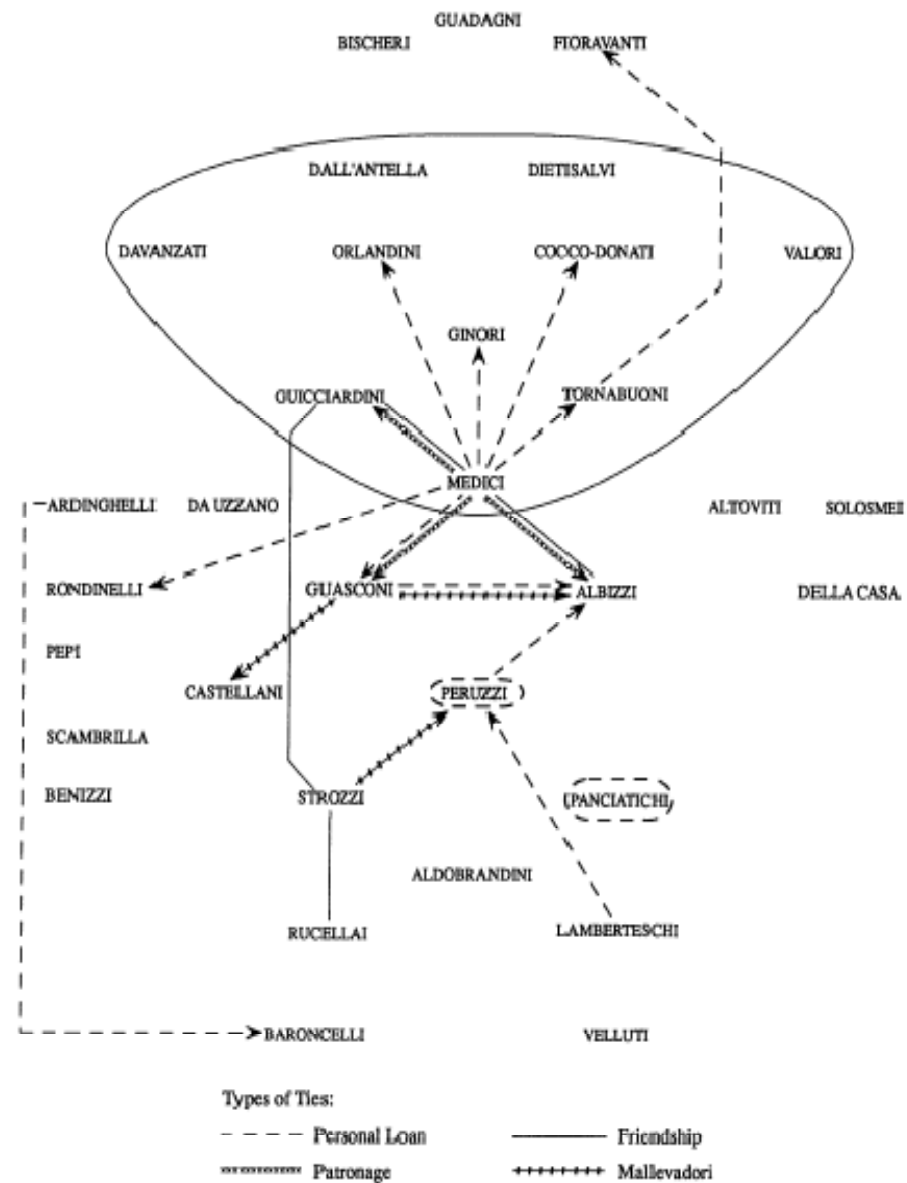 GUADAGNI
BISCHERI FIORAVANTI
DALL'ANTELLA DIETISALVI
DAVANZATI ORLANDINI COCCO-DONATI VALORI
GINORI
GUICCIARDINI TORNABUONI
MEDICI
ARDINGHELLI DA UZZANO ALTOVITI SOLOSMEI
RONDINELLI GUASCONI ALBIZZI DELLA CASA
PEPI
CASTELLANI PERUZZI
SCAMBRILLA
BENIZZI STROZZI PANCIATICHI
ALDOBRANDINI
RUCELLAI LAMBERTESCHI
BARONCELLI VELLUTI
Types of Ties:
Personal Loan Friendship
Patronage Mallevadori